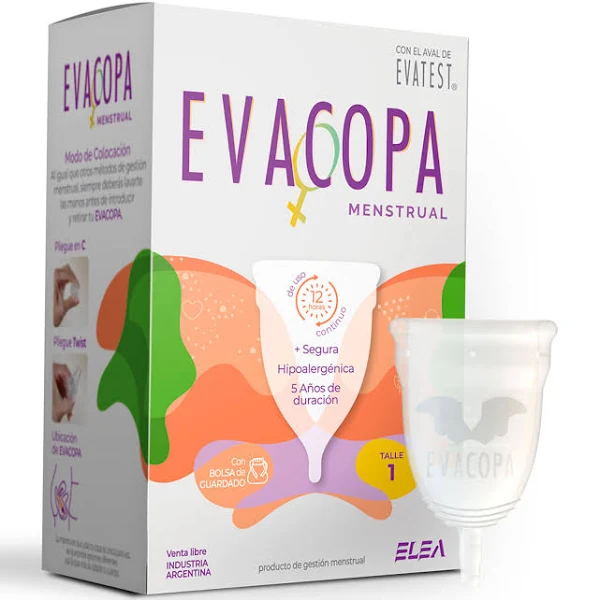 EVACOPA
MENSTRUAL
Modo de Colocación
Al igual que otros métodos de gestión
menstrual, siempre deberás lavarte
las manos antes de introducir
y retirar tu EVACOPA.
Pliegue en C
Pliegue Twist
Ubicación
de EVACOPA
CON EL AVAL DE
EVATEST®
EVACOPA
MENSTRUAL
de uso
12
horas
continuo
+ Segura
Hipoalergénica
5 Años de
duración
Con
BOLSA DE
GUARDADO
TALLE
1
Venta libre
INDUSTRIA
ARGENTINA
producto de gestión menstrual
ELEA
EVACOPA